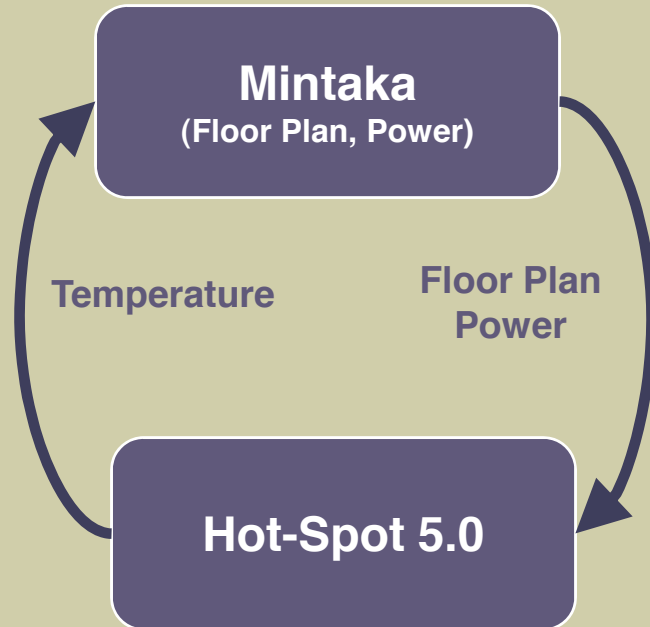 Mintaka
(Floor Plan, Power)
Temperature
Floor Plan
Power
Hot-Spot 5.0